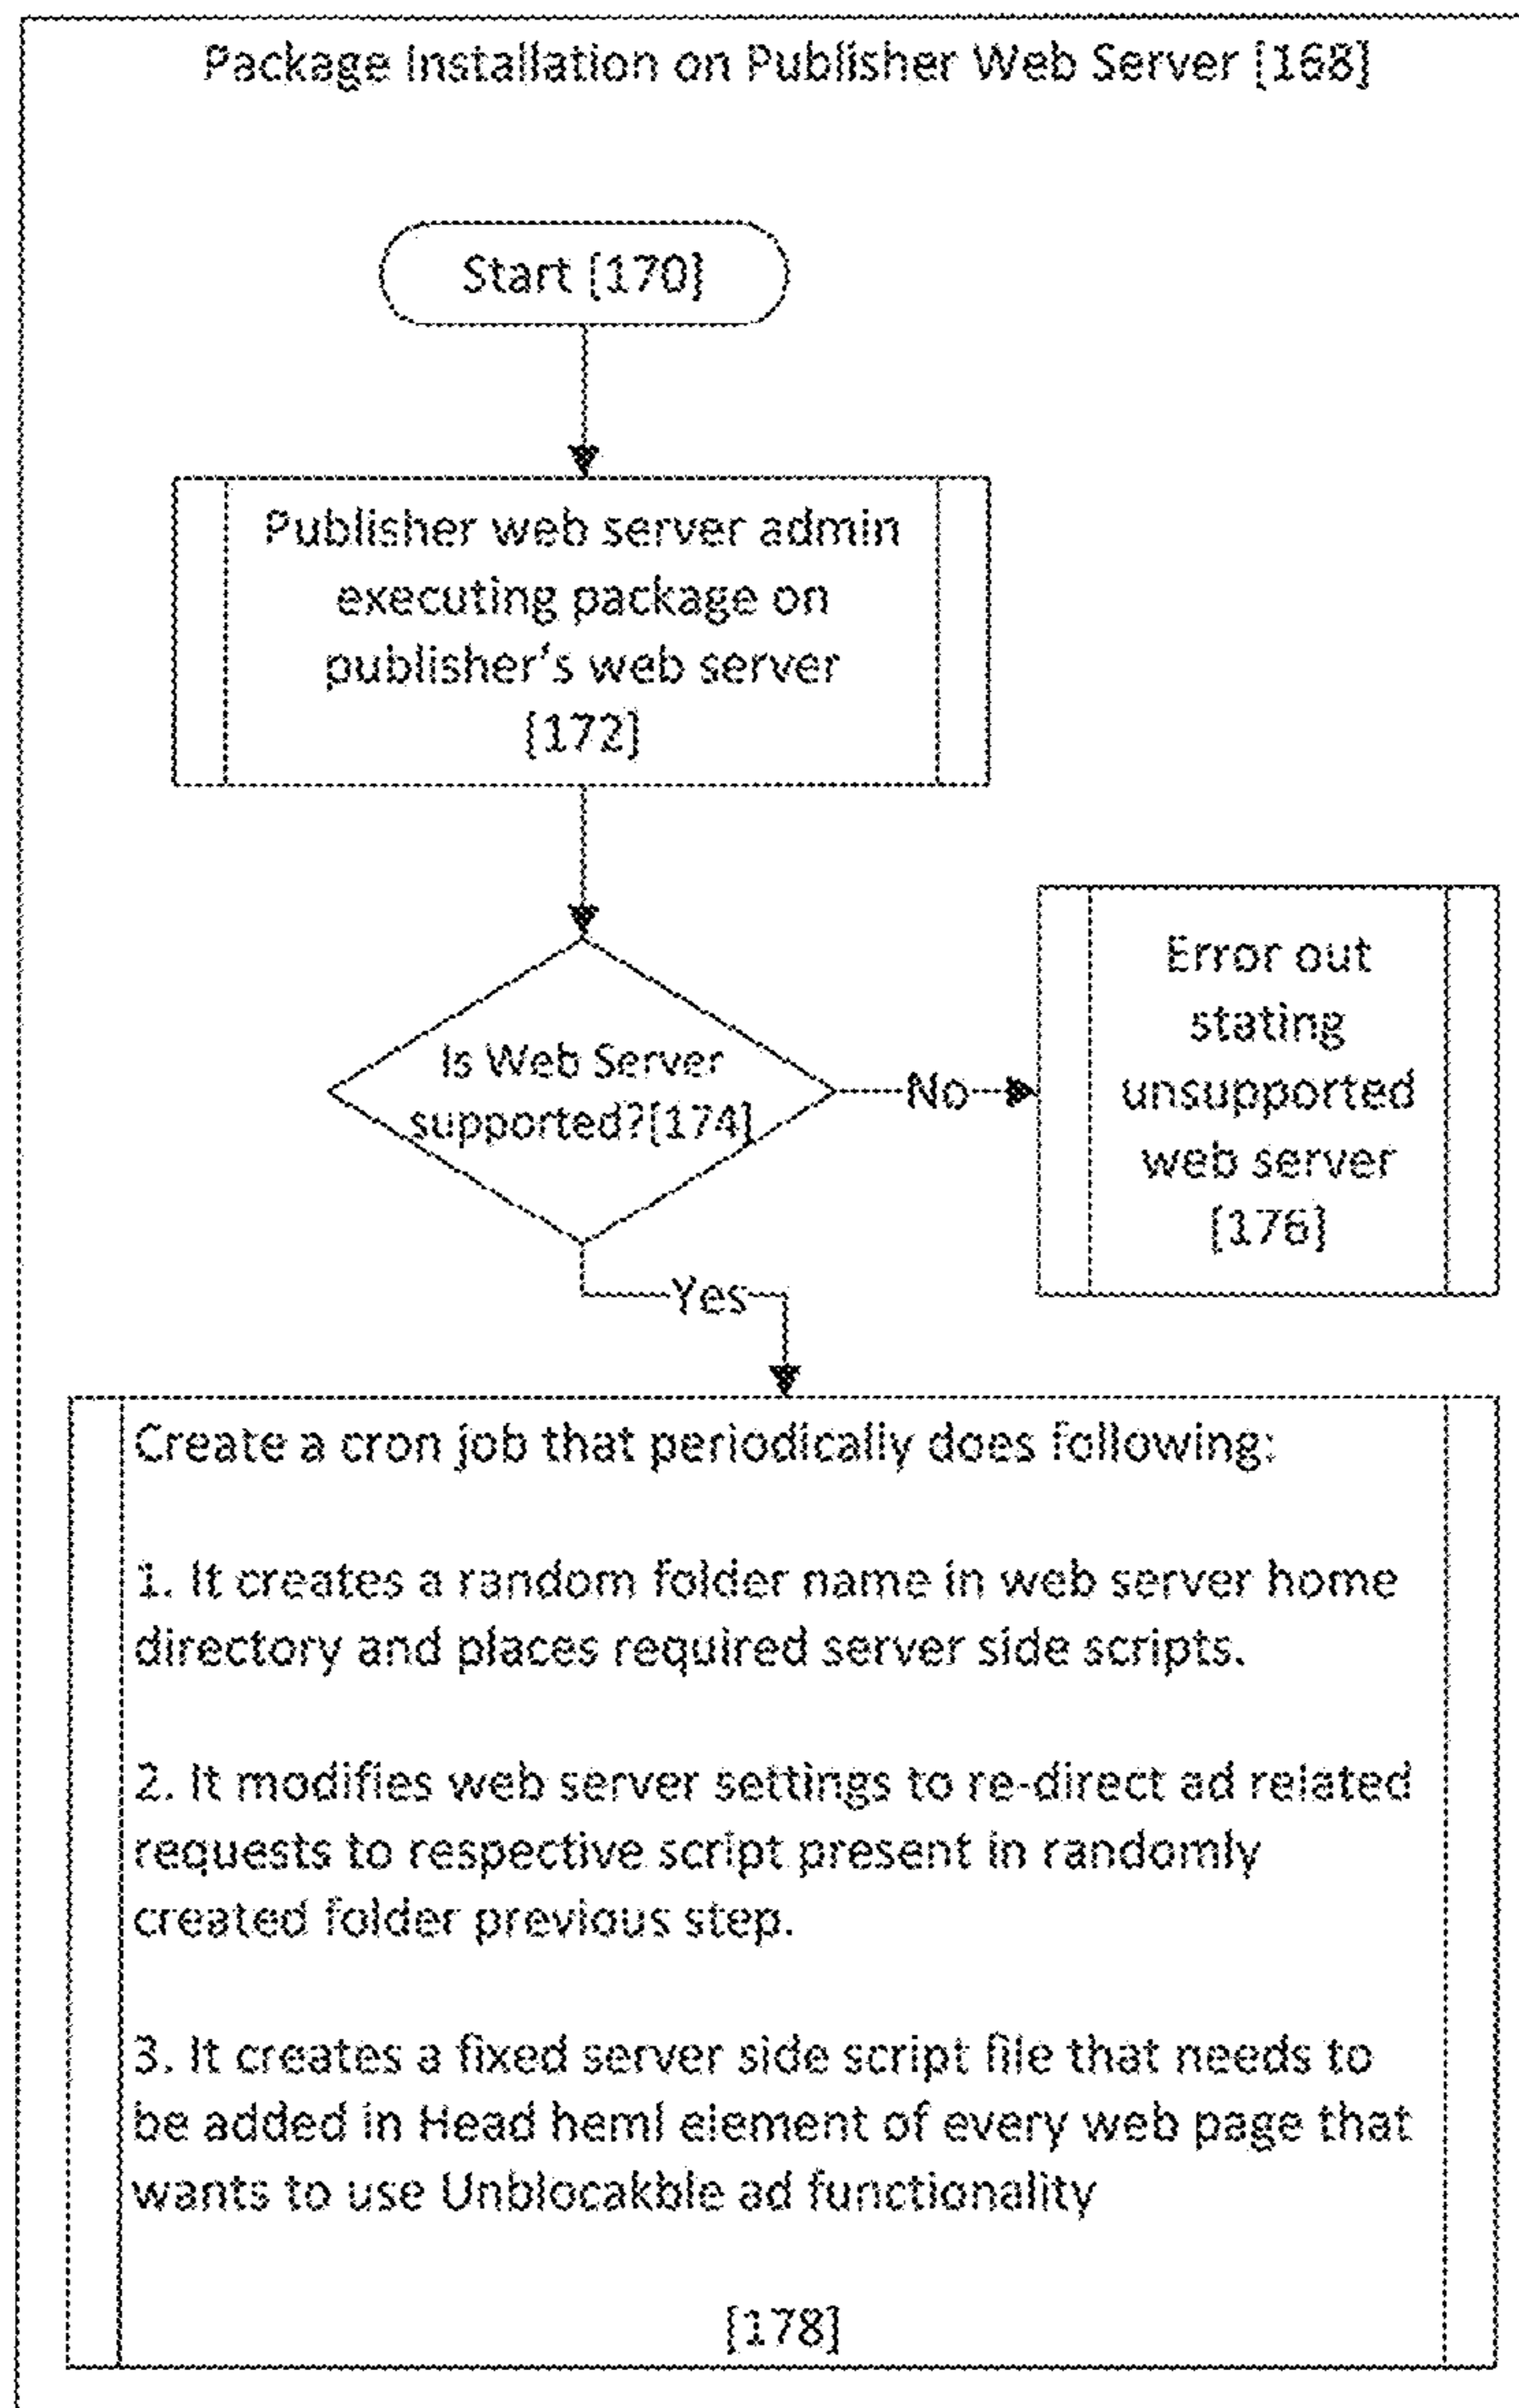 Package Installation on Publisher Web Server [168]
Start [170]
Publisher web server admin
executing package on
publisher's web server
[172]
Is Web Server
supported?[174]
No
Error out
stating
unsupported
web server
[176]
Yes
Create a cron job that periodically does following:
1. It creates a random folder name in web server home
directory and places required server side scripts.
2. It modifies web server settings to re-direct ad related
requests to respective script present in randomly
created folder previous step.
3. It creates a fixed server side script file that needs to
be added in Head heml element of every web page that
wants to use Unblocakble ad functionality
[178]